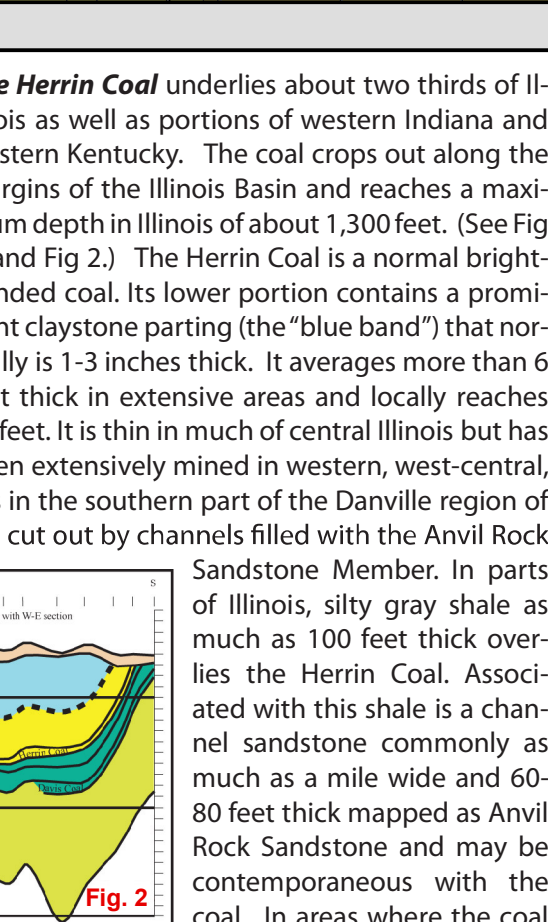 e Herrin Coal underlies about two thirds of Il-
ois as well as portions of western Indiana and
stern Kentucky. The coal crops out along the
rgins of the Illinois Basin and reaches a maxi-
um depth in Illinois of about 1,300 feet. (See Fig
and Fig 2.) The Herrin Coal is a normal bright-
nded coal. Its lower portion contains a promi-
nt claystone parting (the “blue band”) that nor-
lly is 1-3 inches thick. It averages more than 6
t thick in extensive areas and locally reaches
feet. It is thin in much of central Illinois but has
en extensively mined in western, west-central,
s in the southern part of the Danville region of
cut out by channels filled with the Anvil Rock
Sandstone Member. In parts
of Illinois, silty gray shale as
much as 100 feet thick over-
lies the Herrin Coal. Associ-
ated with this shale is a chan-
nel sandstone commonly as
much as a mile wide and 60-
80 feet thick mapped as Anvil
Rock Sandstone and may be
contemporaneous with the
coal. In areas where the coal
S
with W-E section
Herrin Coal
Davis Coal
Fig. 2